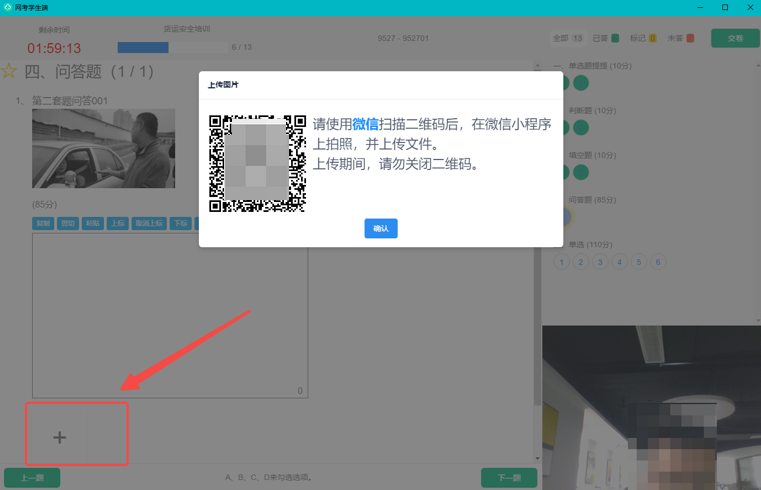 网考学生端
剩余时间
01:59:13
货运安全培训
6 / 13
9527 - 952701
全部 13 已答 标记 未答
交卷
四、问答题（1 / 1）
1、 第二套题问答001
(85分)
复制 剪切 粘贴 上标 取消上标 下标
0
上传图片
请使用微信扫描二维码后，在微信小程序
上拍照，并上传文件。
上传期间，请勿关闭二维码。
确认
一、单选题推理 (10分)
判断题 (10分)
填空题 (10分)
问答题 (85分)
单选 (110分)
1 2 3 4 5 6
上一题
A、B、C、D来勾选选项。
下一题